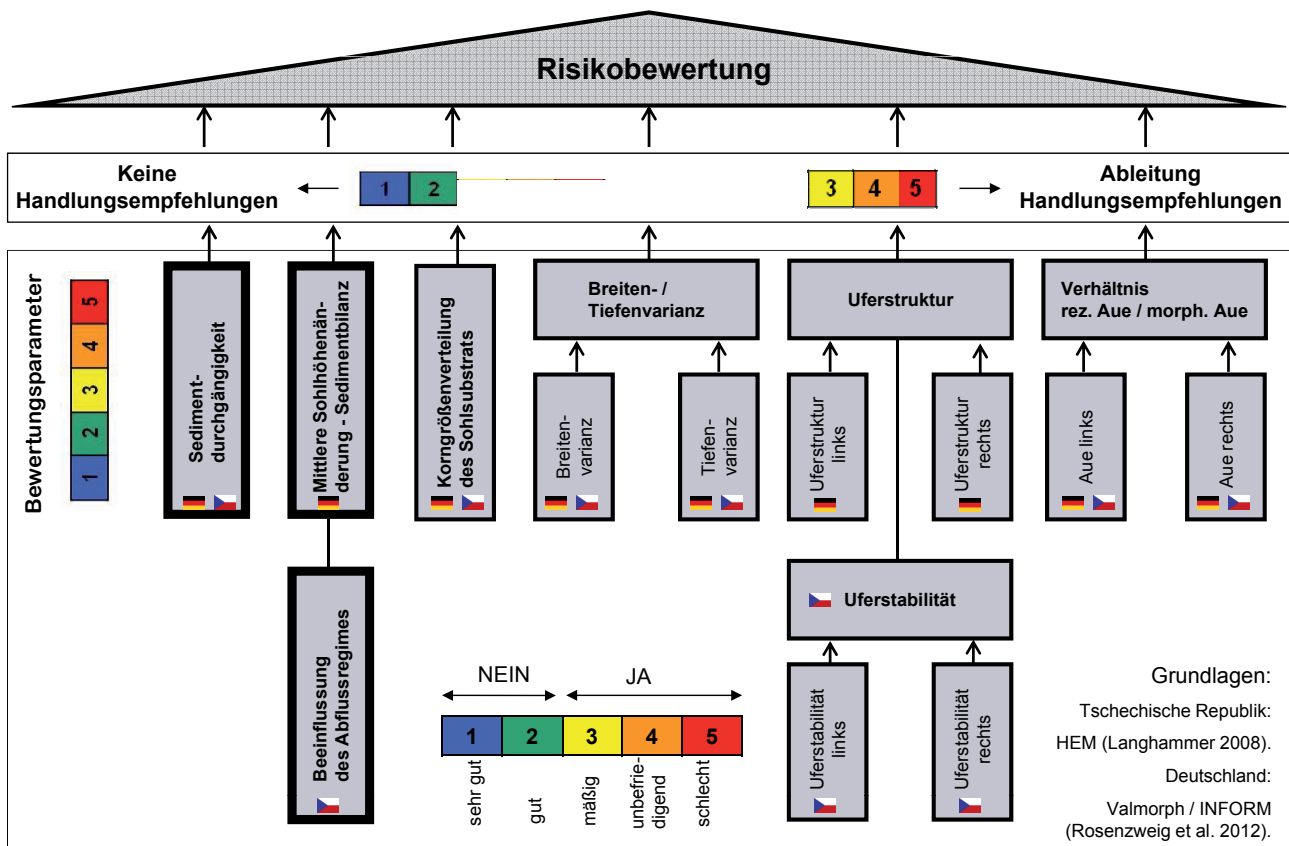 Risikobewertung
Keine
Handlungsempfehlungen
1 2
3 4 5
Ableitung
Handlungsempfehlungen
Bewertungsparameter
5
4
3
2
1
Sediment-
durchgängigkeit
Mittlere Sohlhöhenän-
derung - Sedimentbilanz
Korngrößenverteilung
des Sohlsubstrats
Breiten- /
Tiefenvarianz
Breiten-
varianz
Tiefen-
varianz
Uferstruktur
Uferstruktur
links
Uferstruktur
rechts
Verhältnis
rez. Aue / morph. Aue
Aue links
Aue rechts
Beeinflussung
des Abflussregimes
Uferstabilität
Uferstabilität
links
Uferstabilität
rechts
NEIN JA
1 2 3 4 5
sehr gut
gut
mäßig
unbefrie-
digend
schlecht
Grundlagen:
Tschechische Republik:
HEM (Langhammer 2008).
Deutschland:
Valmorph / INFORM
(Rosenzweig et al. 2012).